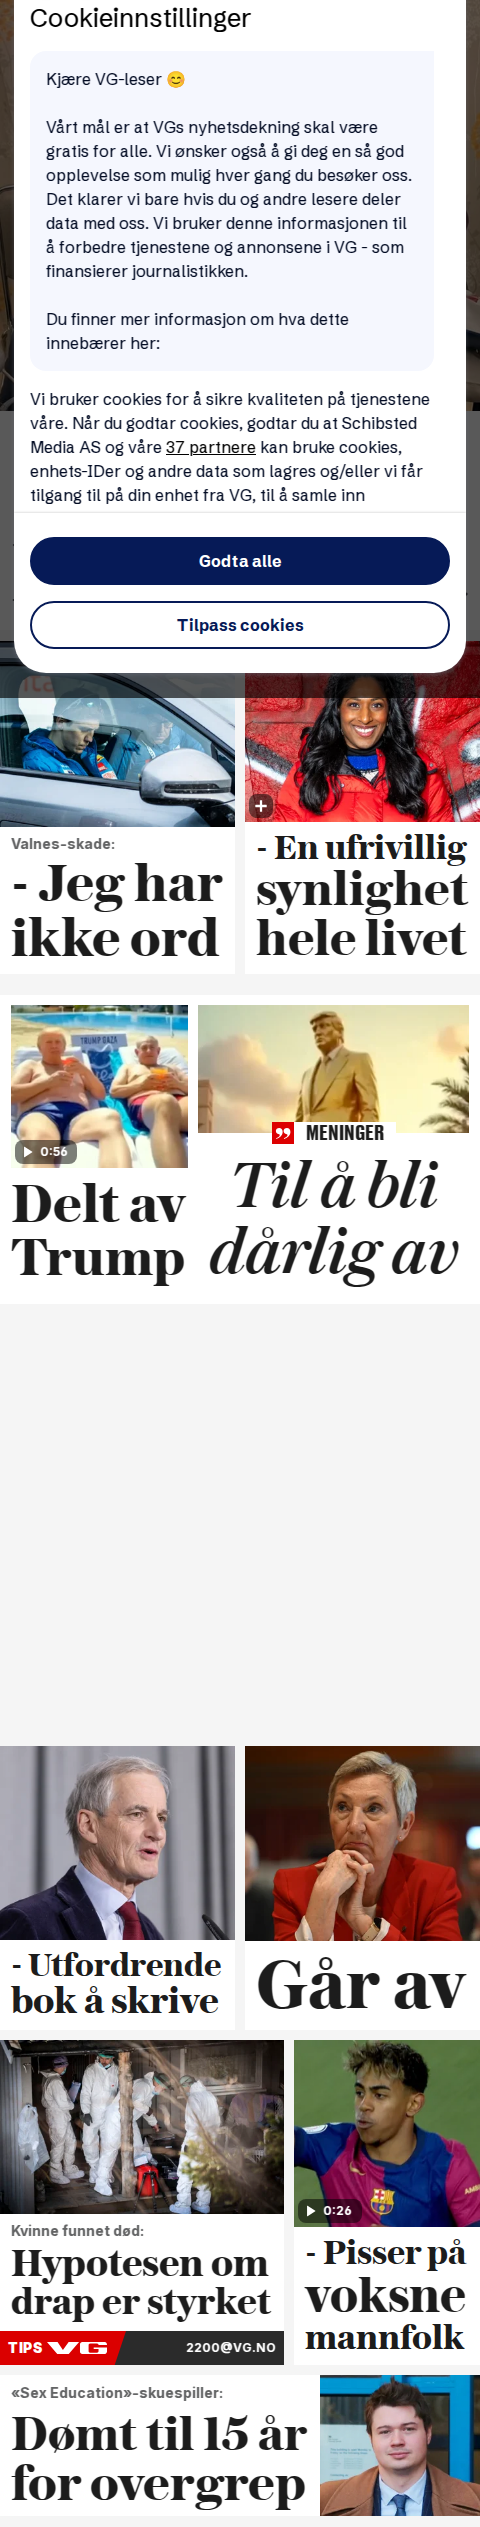 Cookieinnstillinger
Kjære VG-leser 😊
Vårt mål er at VGs nyhetsdekning skal være
gratis for alle. Vi ønsker også å gi deg en så god
opplevelse som mulig hver gang du besøker oss.
Det klarer vi bare hvis du og andre lesere deler
data med oss. Vi bruker denne informasjonen til
å forbedre tjenestene og annonsene i VG - som
finansierer journalistikken.
Du finner mer informasjon om hva dette
innebærer her:
Vi bruker cookies for å sikre kvaliteten på tjenestene
våre. Når du godtar cookies, godtar du at Schibsted
Media AS og våre 37 partnere kan bruke cookies,
enhets-IDer og andre data som lagres og/eller vi får
tilgang til på din enhet fra VG, til å samle inn
Godta alle
Tilpass cookies
Valnes-skade:
- Jeg har
ikke ord
- En ufrivillig
synlighet
hele livet
TRUMP GAZA
0:56
Delt av
Trump
MENINGER
Til å bli
dårlig av
- Utfordrende
bok å skrive
Går av
Kvinne funnet død:
Hypotesen om
drap er styrket
TIPS VG 2200@VG.NO
0:26
- Pisser på
voksne
mannfolk
«Sex Education»-skuespiller:
Dømt til 15 år
for overgrep